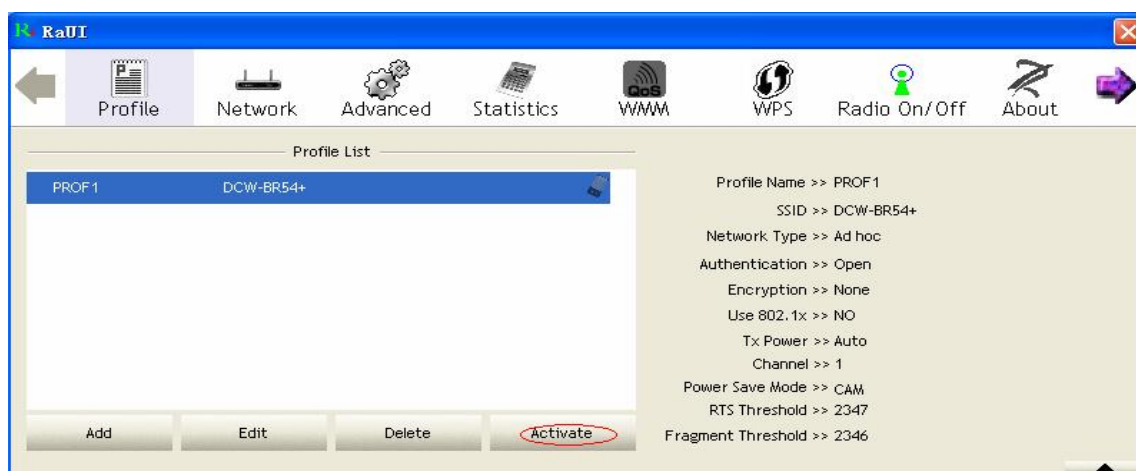 RaUI
Profile Network Advanced Statistics QoS WMM WPS Radio On/Off About
Profile List
PROF1 DCW-BR54+
Profile Name >> PROF1
SSID >> DCW-BR54+
Network Type >> Ad hoc
Authentication >> Open
Encryption >> None
Use 802.1x >> NO
Tx Power >> Auto
Channel >> 1
Power Save Mode >> CAM
RTS Threshold >> 2347
Fragment Threshold >> 2346
Add Edit Delete Activate